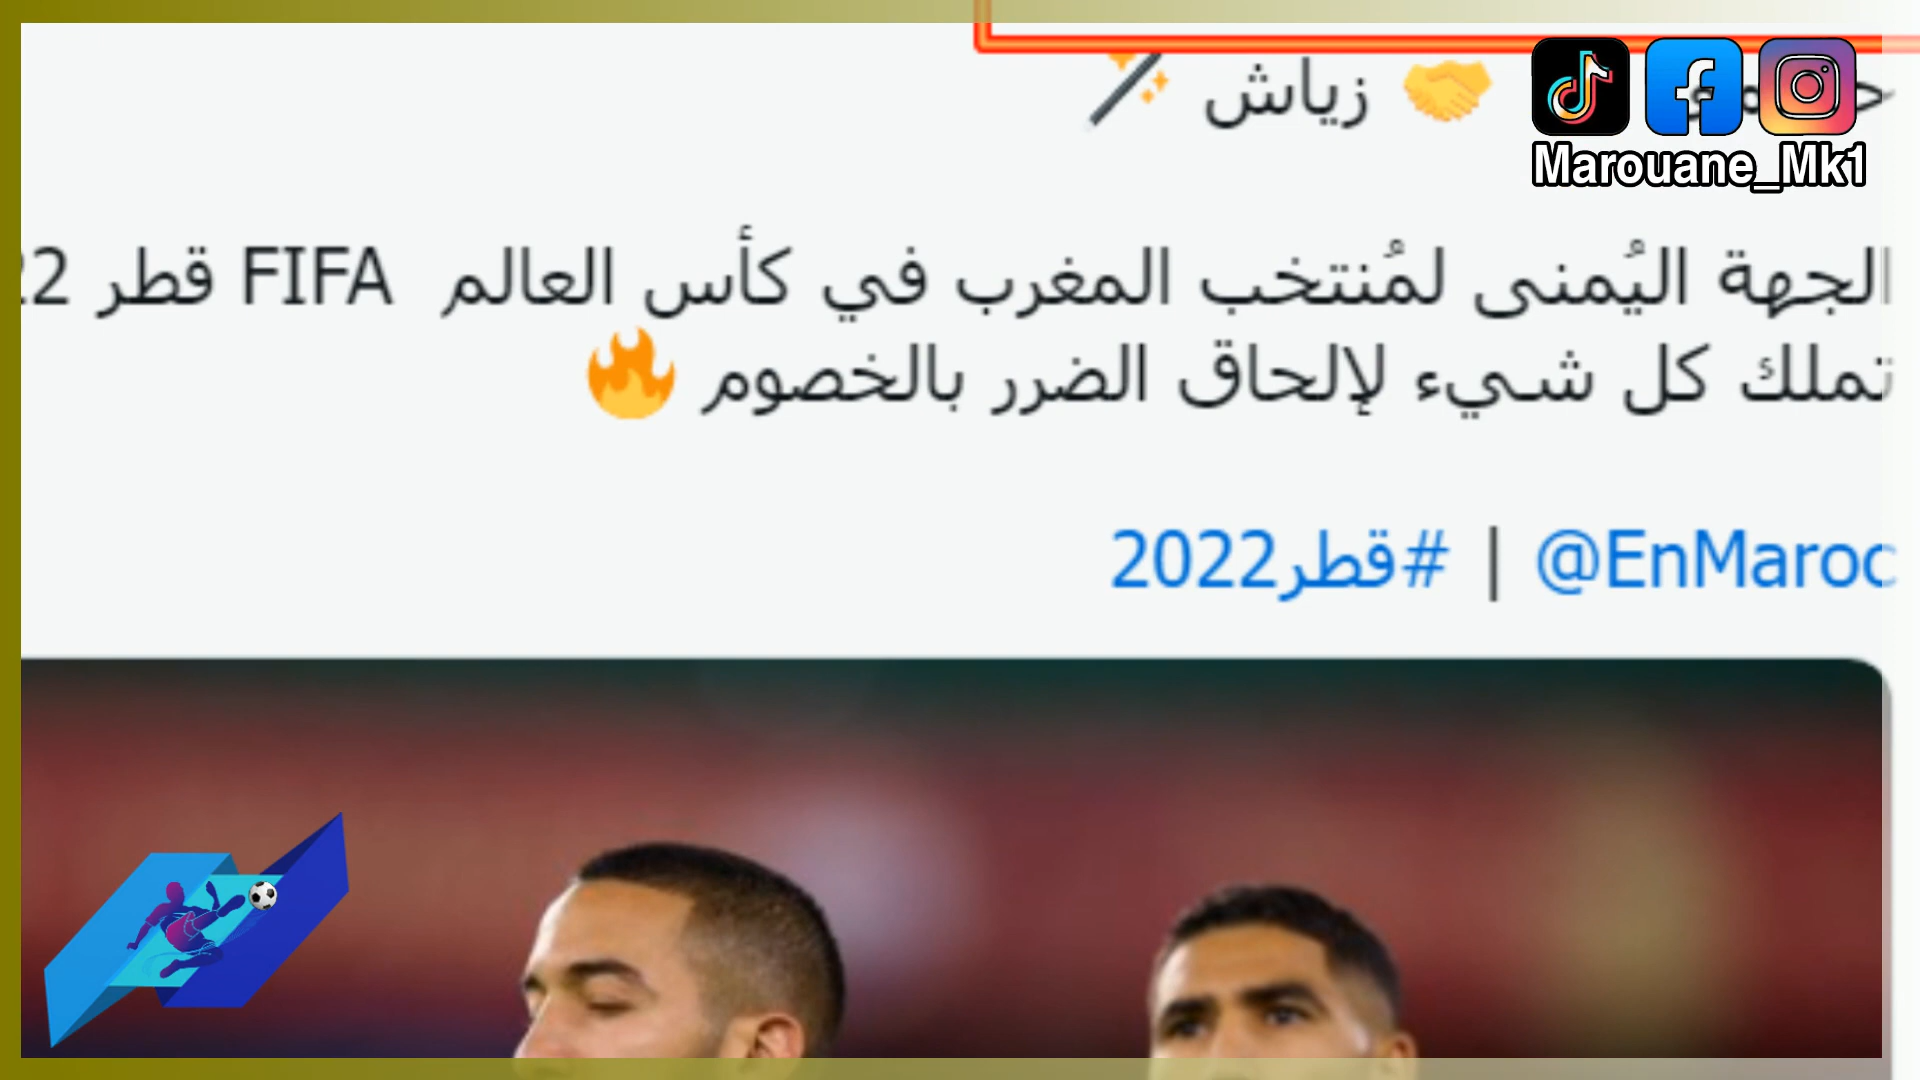 زياش
Marouane_Mk1
الجهة اليُمنى لمُنتخب المغرب في كأس العالم FIFA قطر
تملك كل شيء لإلحاق الضرر بالخصوم
@EnMaroc | #قطر2022